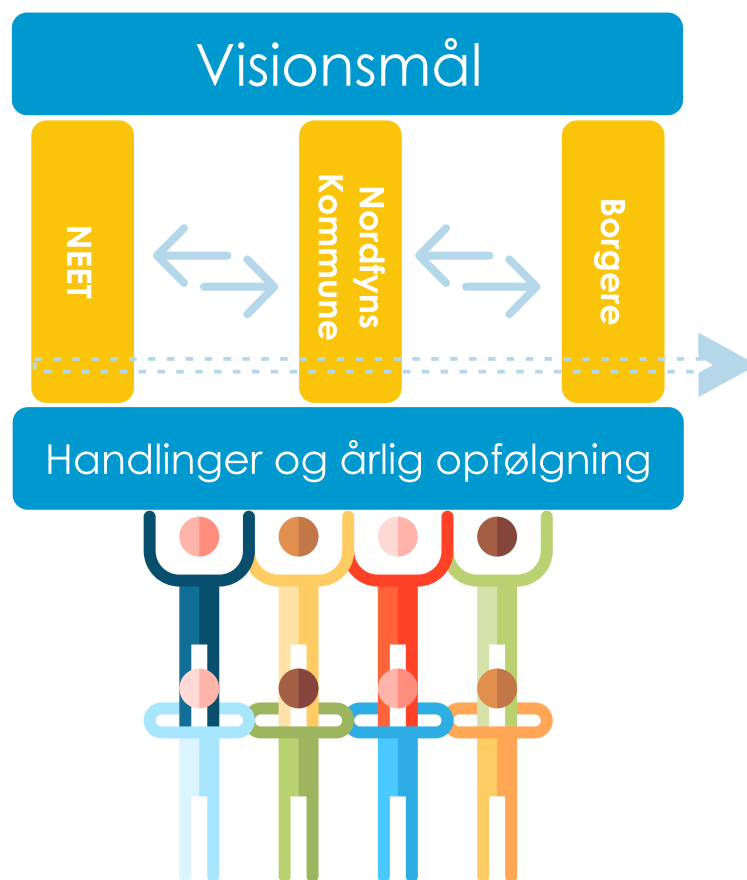 Visionsmål
NEET
Nordfyns
Kommune
Borgere
Handlinger og årlig opfølgning